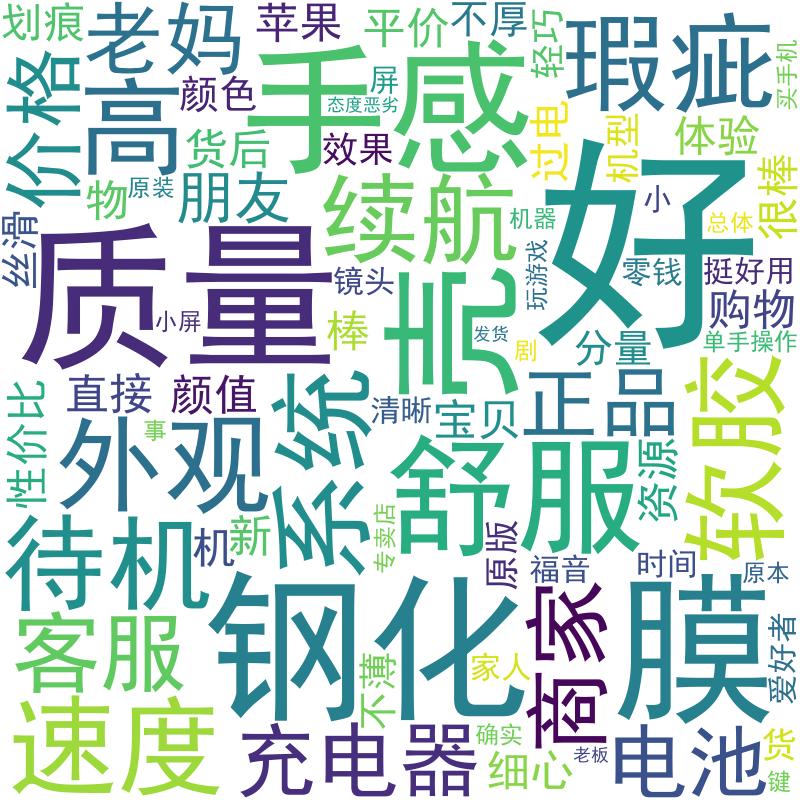 划痕
老妈
苹果
平价
不厚
轻巧
瑕疵
买手机
价格
高
颜色
手感
屏
态度恶劣
货后
效果
过电
机型
体验
很棒
物
原装
朋友
续航
好
小
总体
丝滑
质量
机器
玩游戏
零钱
挺好用
镜头
购物
小屏
棒
壳
发货
剧
分量
单手操作
直接
颜值
清晰
宝贝
正品
软胶
性价比
事
外观
系统
舒服
资源
待机
机
新
专卖店
原版
福音
时间
原本
钢化
膜
客服
商家
爱好者
不薄
家人
速度
充电器
确实
细心
老板
电池
货
键